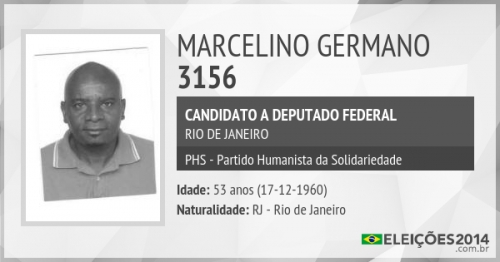 MARCELINO GERMANO
3156
CANDIDATO A DEPUTADO FEDERAL
RIO DE JANEIRO
PHS - Partido Humanista da Solidariedade
Idade: 53 anos (17-12-1960)
Naturalidade: RJ - Rio de Janeiro
ELEIÇÕES2014
.com.br